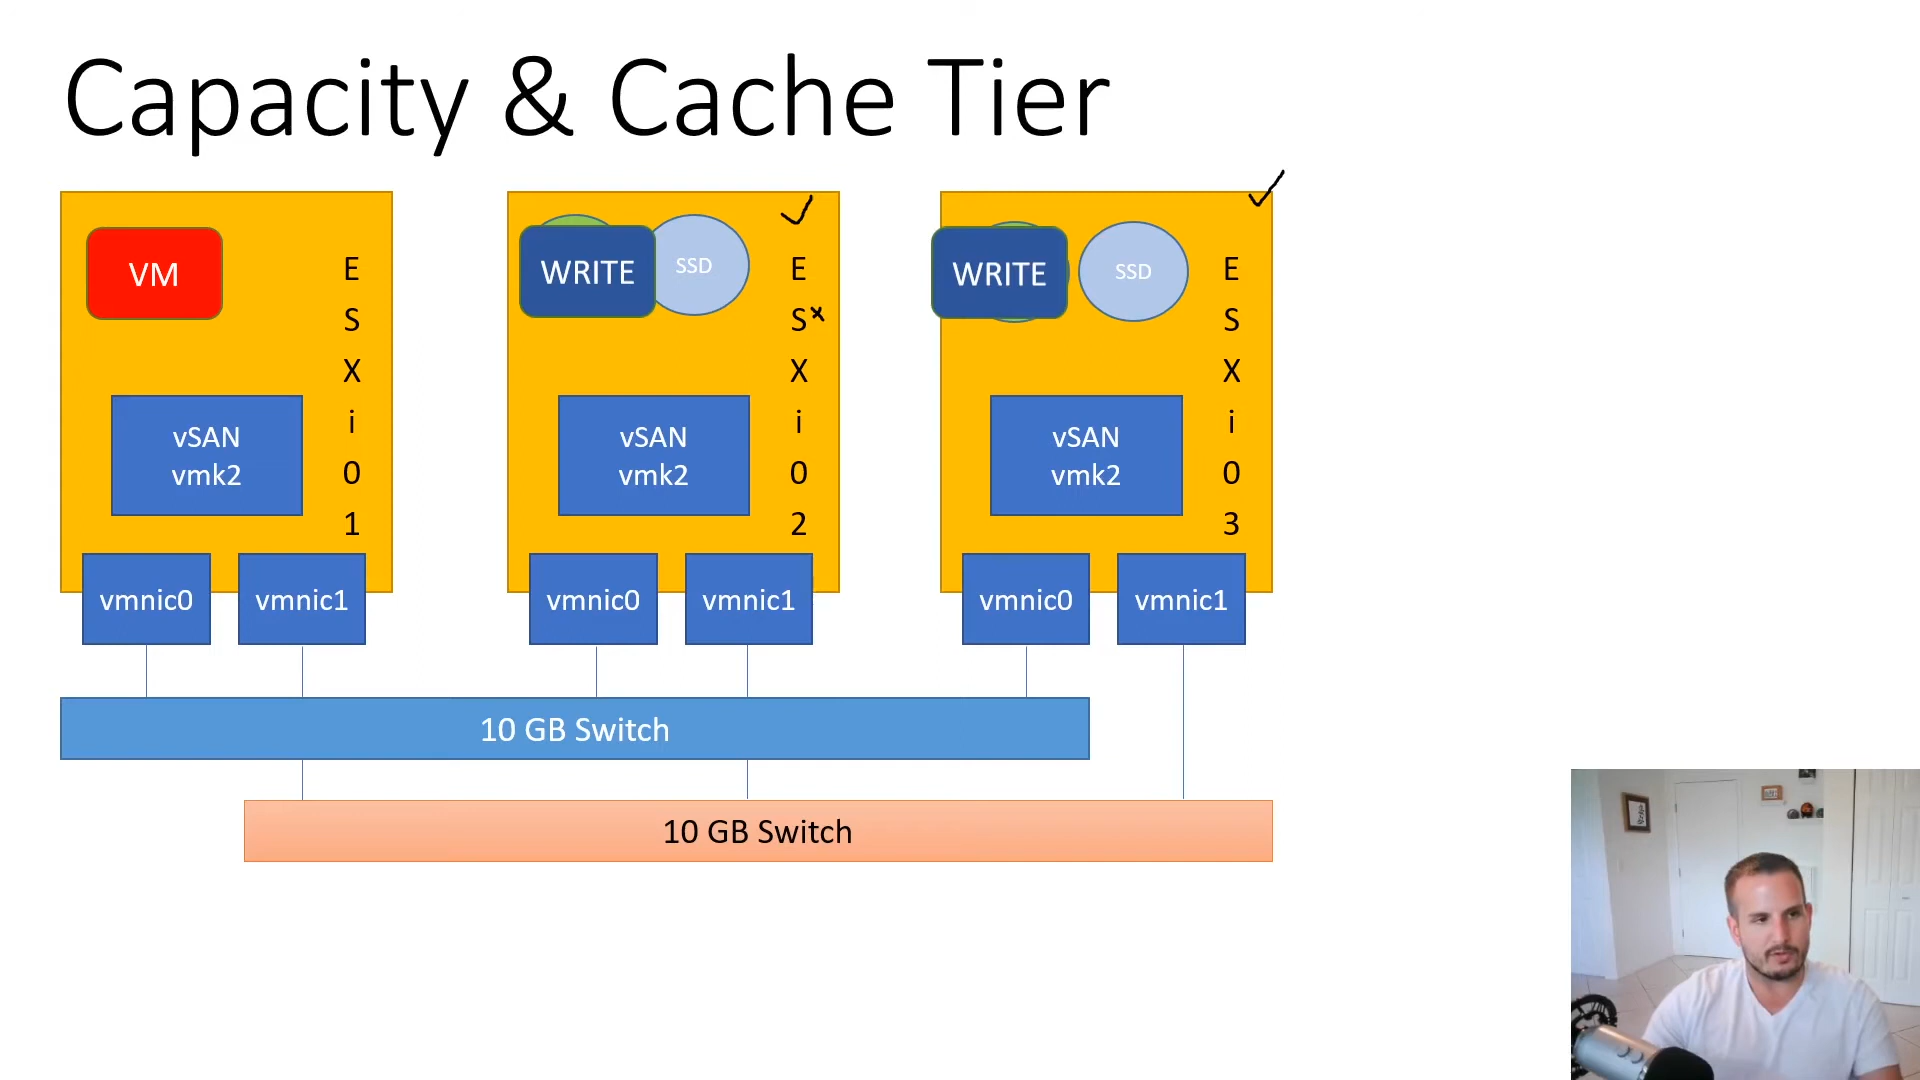 Capacity & Cache Tier
VM
E
S
X
i
0
1
vSAN
vmk2
vmnic0
vmnic1
WRITE
SSD
E
S
X
i
0
2
vSAN
vmk2
vmnic0
vmnic1
WRITE
SSD
E
S
X
i
0
3
vSAN
vmk2
vmnic0
vmnic1
10 GB Switch
10 GB Switch